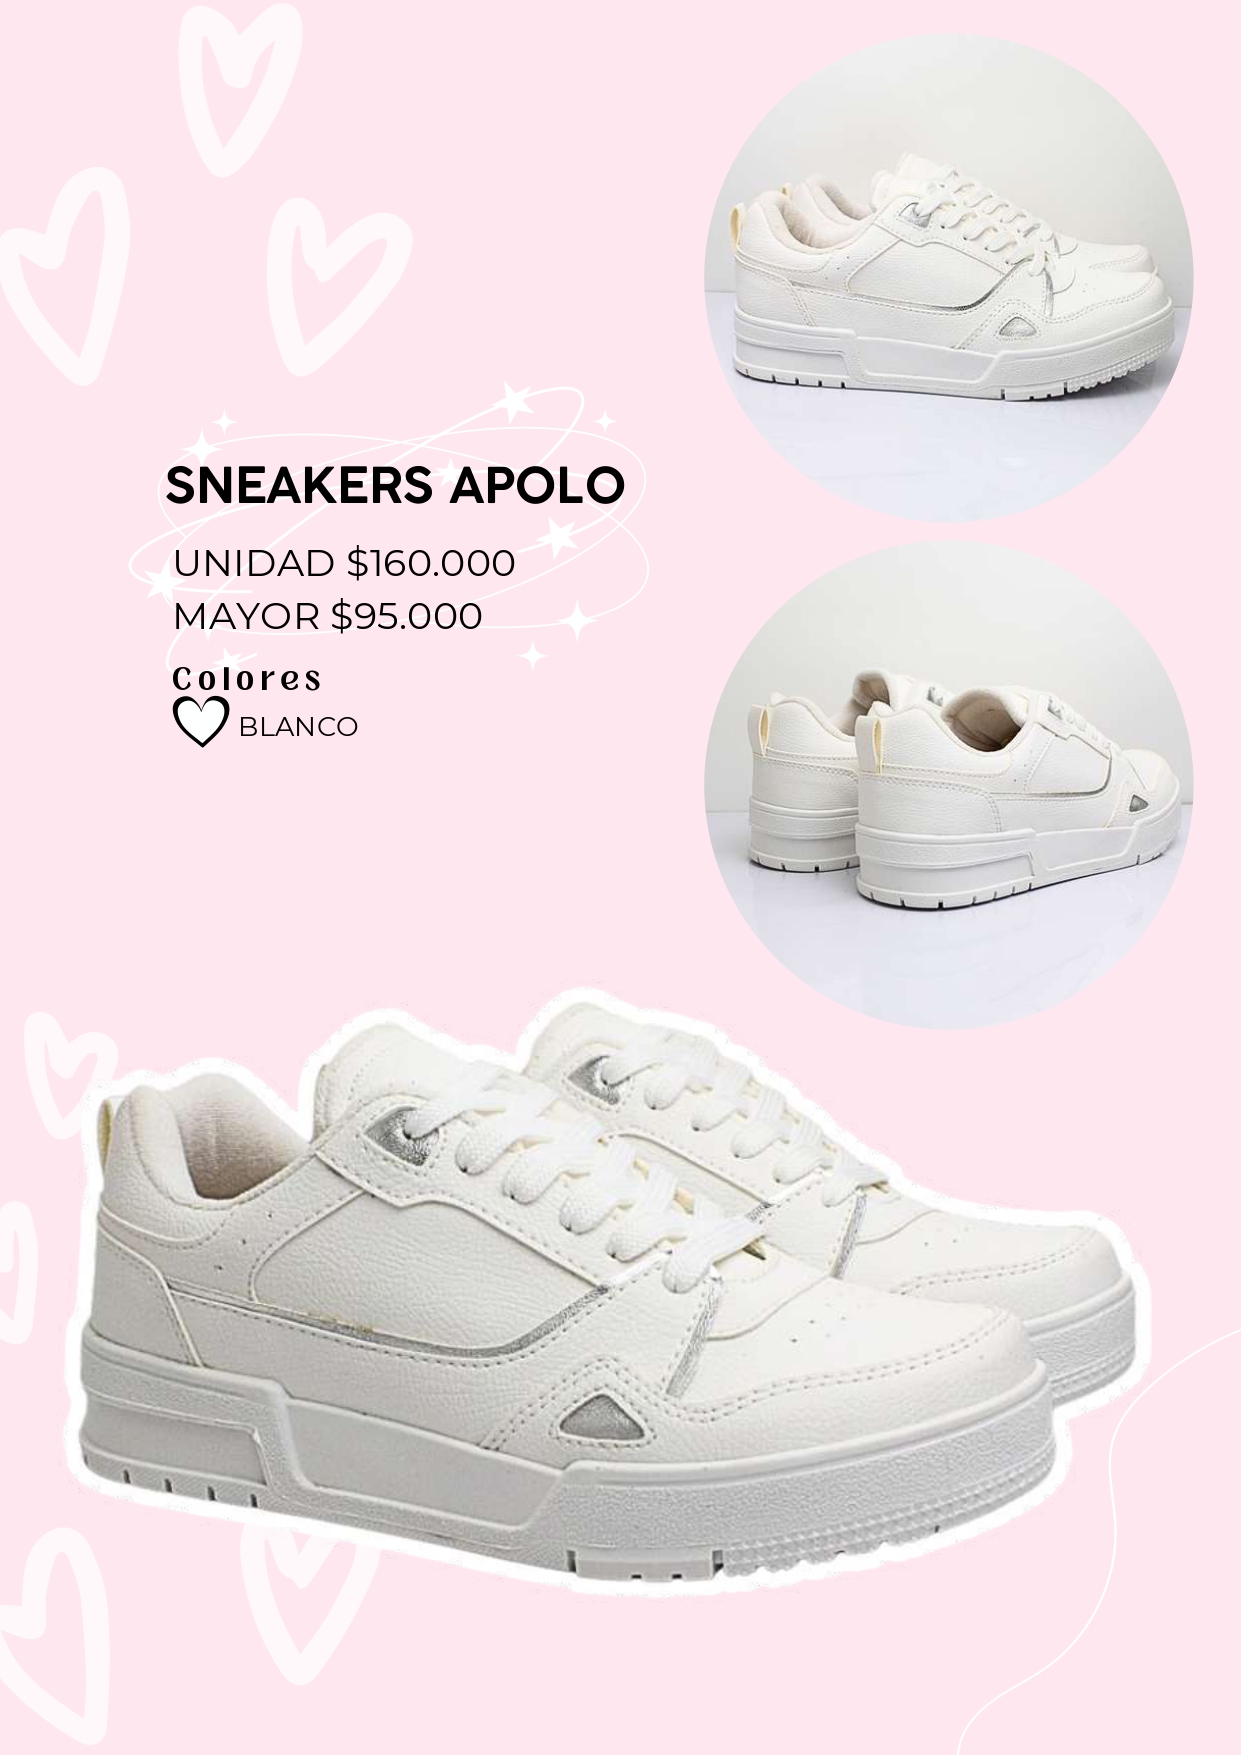 SNEAKERS APOLO
UNIDAD $160.000
MAYOR $95.000
Colores
BLANCO